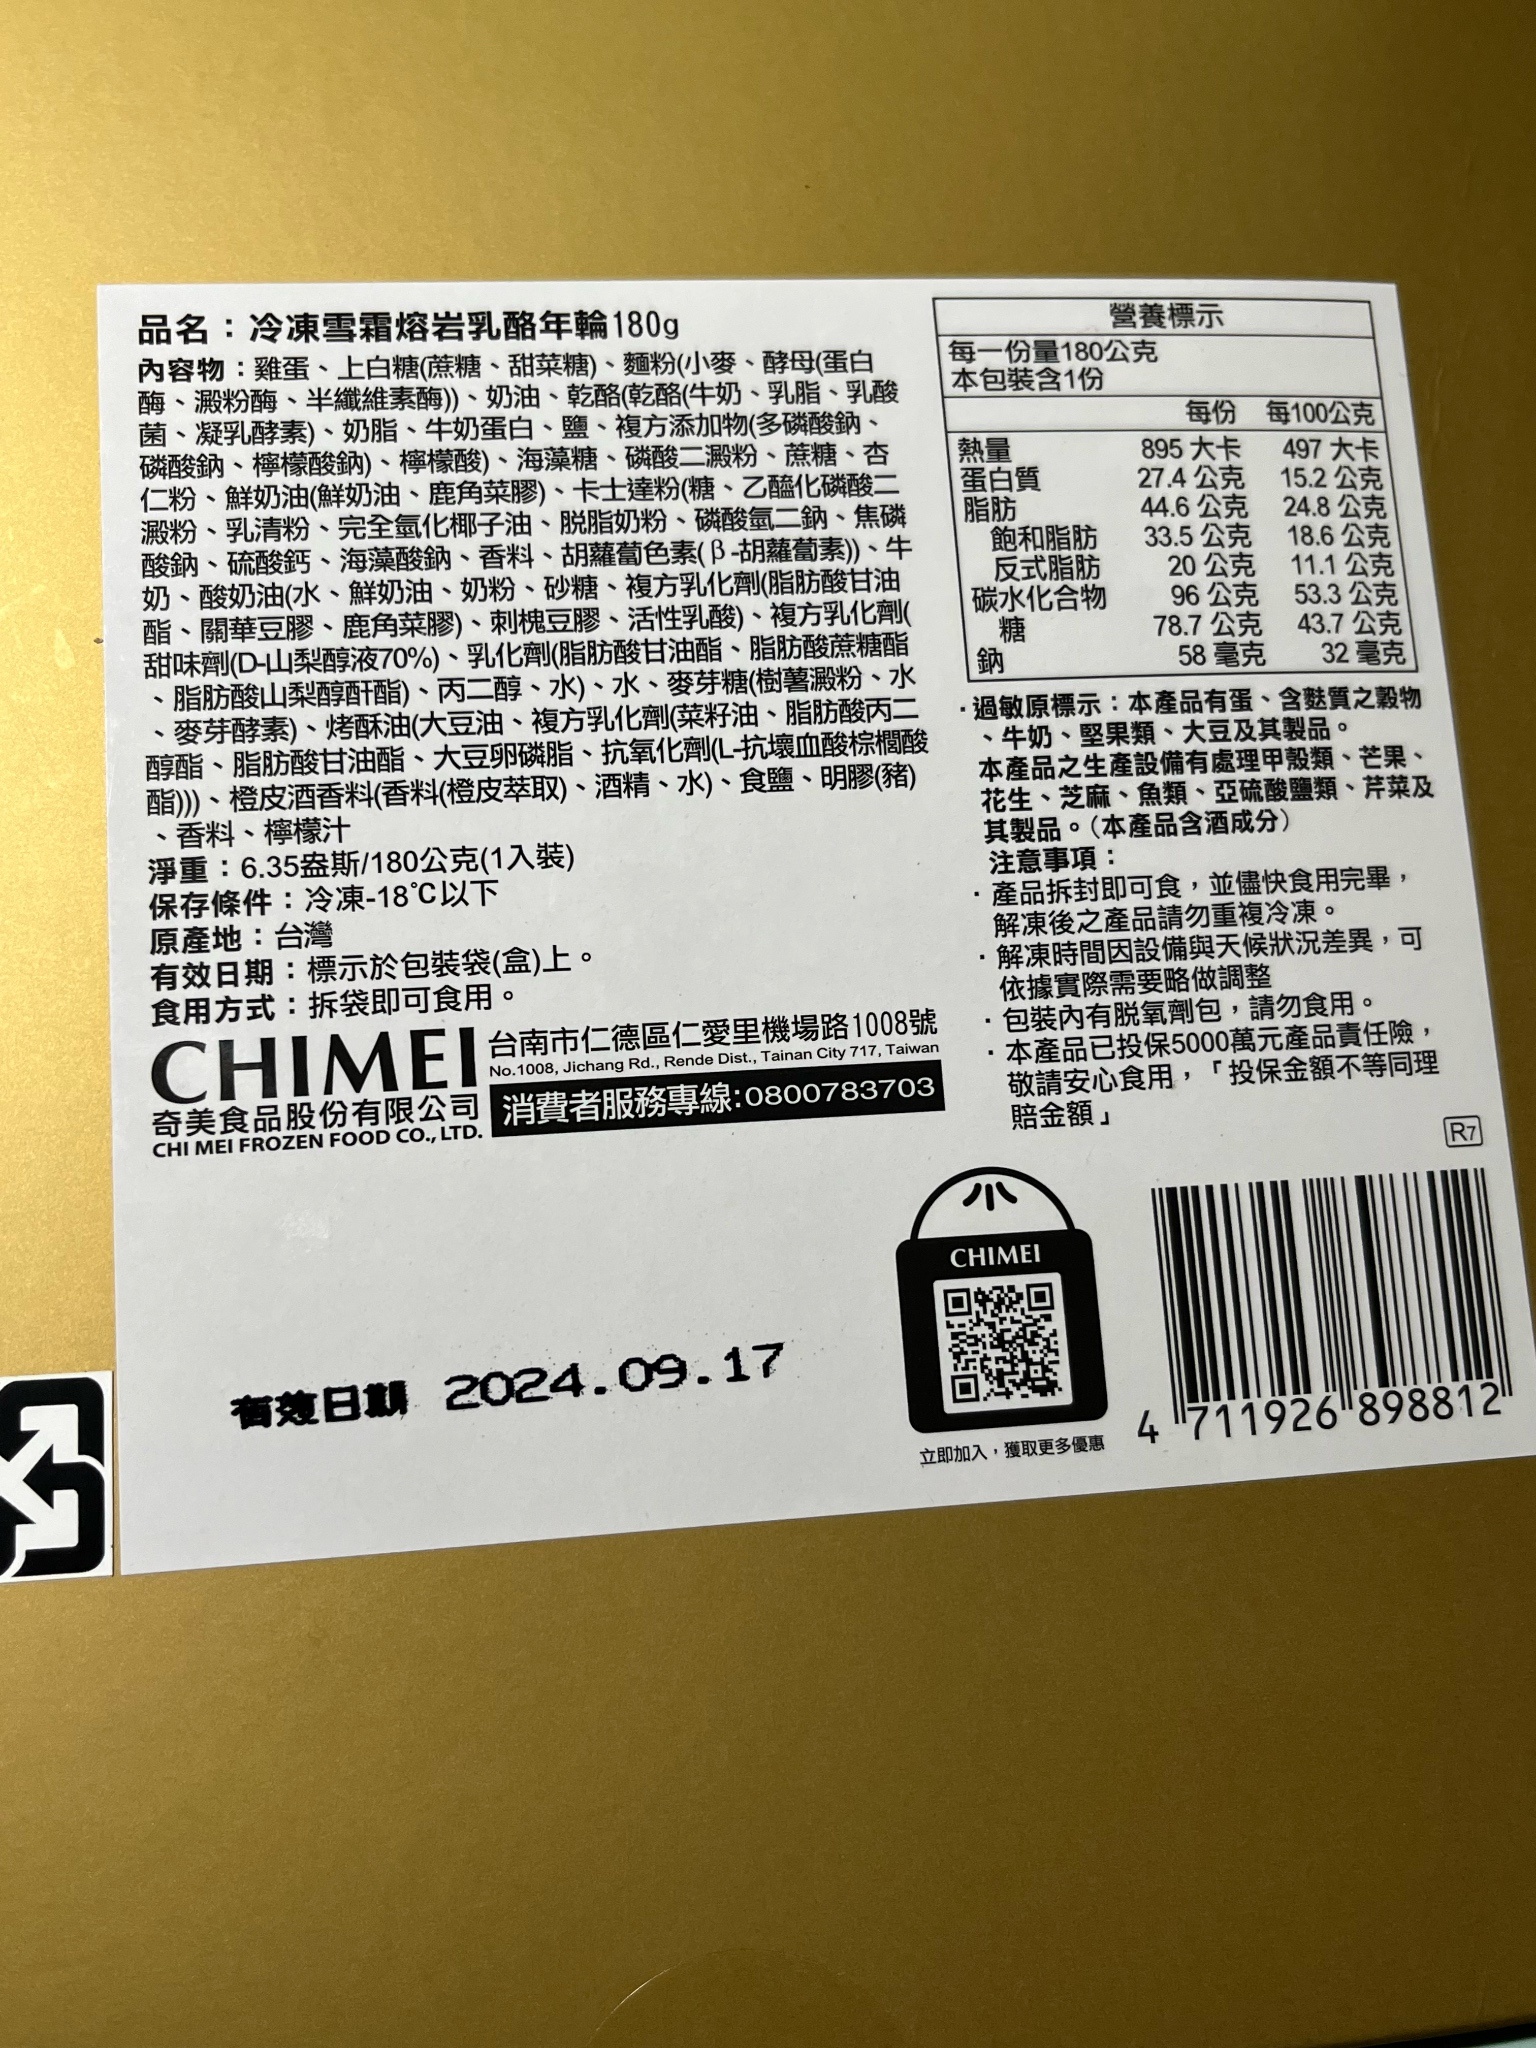 品名：冷凍雪霜熔岩乳酪年輪180g
內容物：雞蛋、上白糖(蔗糖、甜菜糖)、麵粉(小麥、酵母(蛋白
酶、澱粉酶、半纖維素酶))、奶油、乾酪(乾酪(牛奶、乳脂、乳酸
菌、凝乳酵素)、奶脂、牛奶蛋白、鹽、複方添加物(多磷酸鈉、
磷酸鈉、檸檬酸鈉)、檸檬酸)、海藻糖、磷酸二澱粉、蔗糖、杏
仁粉、鮮奶油(鮮奶油、鹿角菜膠)、卡士達粉(糖、乙醯化磷酸二
澱粉、乳清粉、完全氫化椰子油、脱脂奶粉、磷酸氫二鈉、焦磷
酸鈉、硫酸鈣、海藻酸鈉、香料、胡蘿蔔色素(β-胡蘿蔔素))、牛
奶、酸奶油(水、鮮奶油、奶粉、砂糖、複方乳化劑(脂肪酸甘油
酯、關華豆膠、鹿角菜膠)、刺槐豆膠、活性乳酸)、複方乳化劑(
甜味劑(D-山梨醇液70%)、乳化劑(脂肪酸甘油酯、脂肪酸蔗糖酯
、脂肪酸山梨醇酐酯)、丙二醇、水)、水、麥芽糖(樹薯澱粉、水
、麥芽酵素)、烤酥油(大豆油、複方乳化劑(菜籽油、脂肪酸丙二
醇酯、脂肪酸甘油酯、大豆卵磷脂、抗氧化劑(L-抗壞血酸棕櫚酸
酯)))、橙皮酒香料(香料(橙皮萃取)、酒精、水)、食鹽、明膠(豬)
、香料、檸檬汁
淨重：6.35盎斯/180公克(1入裝)
保存條件：冷凍-18℃以下
原產地：台灣
有效日期：標示於包裝袋(盒)上。
食用方式：拆袋即可食用。
CHIMEI
奇美食品股份有限公司
CHI MEI FROZEN FOOD CO., LTD.
台南市仁德區仁愛里機場路1008號
No.1008, Jichang Rd., Rende Dist., Tainan City 717, Taiwan
消費者服務專線:0800783703
營養標示
每一份量180公克
本包裝含1份
每份 每100公克
熱量 895 大卡 497 大卡
蛋白質 27.4 公克 15.2 公克
脂肪 44.6 公克 24.8 公克
飽和脂肪 33.5 公克 18.6 公克
反式脂肪 20 公克 11.1 公克
碳水化合物 96 公克 53.3 公克
糖 78.7 公克 43.7 公克
鈉 58 毫克 32 毫克
·過敏原標示：本產品有蛋、含麩質之穀物
、牛奶、堅果類、大豆及其製品。
本產品之生產設備有處理甲殼類、芒果、
花生、芝麻、魚類、亞硫酸鹽類、芹菜及
其製品。(本產品含酒成分)
注意事項：
·產品拆封即可食，並儘快食用完畢，
解凍後之產品請勿重複冷凍。
·解凍時間因設備與天候狀況差異，可
依據實際需要略做調整
·包裝內有脱氧劑包，請勿食用。
·本產品已投保5000萬元產品責任險，
敬請安心食用，「投保金額不等同理
賠金額」
R7
CHIMEI
立即加入，獲取更多優惠
4 711926 898812
有效日期 2024.09.17